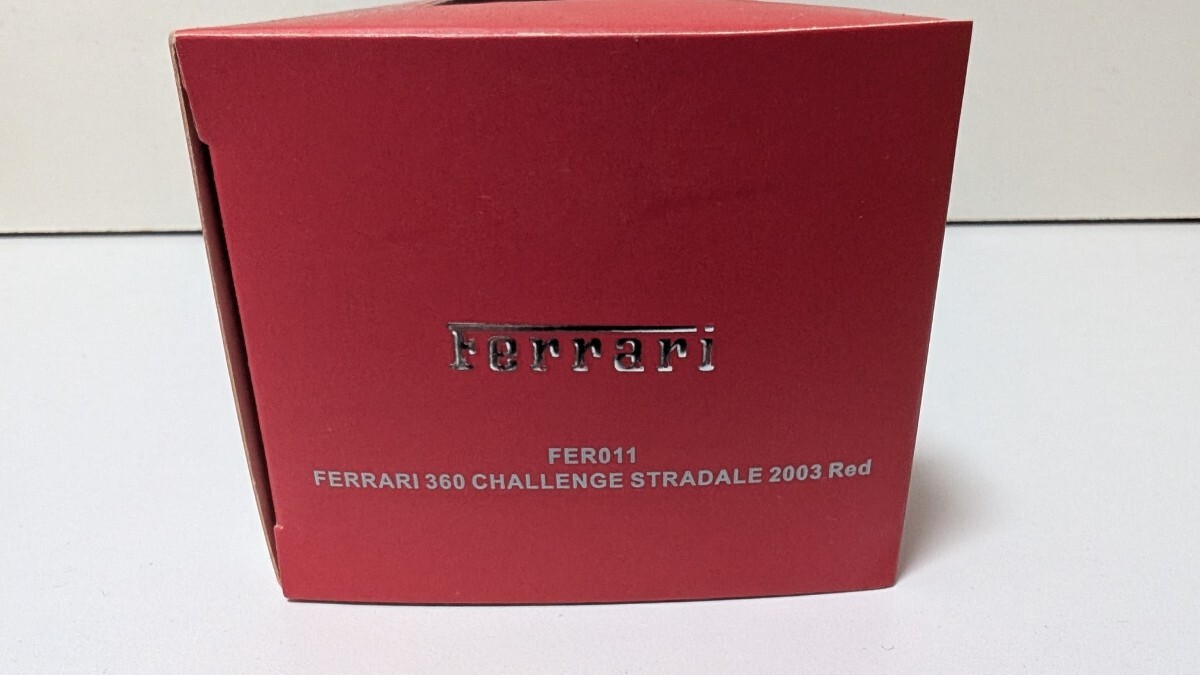 Ferrari
FER011
FERRARI 360 CHALLENGE STRADALE 2003 Red